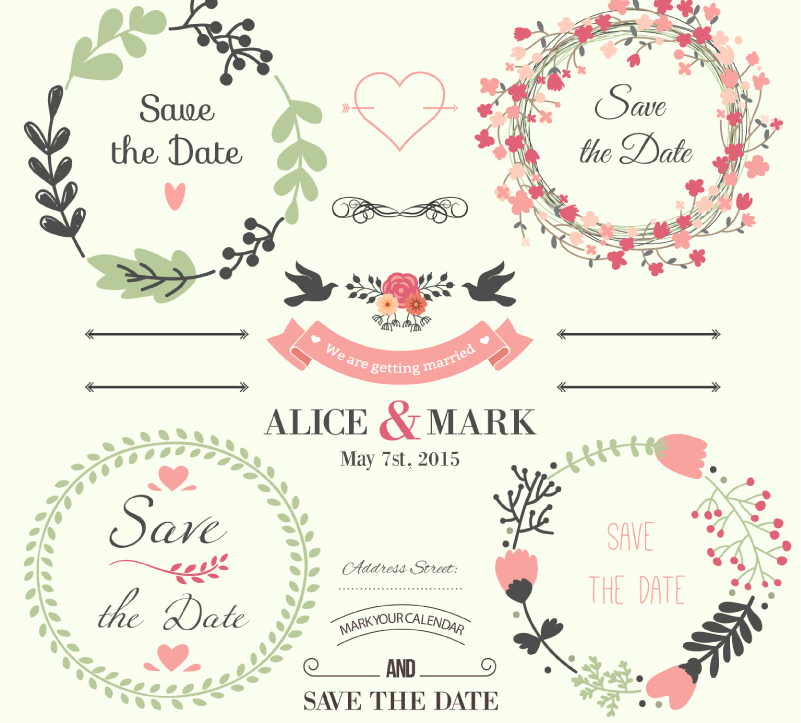 Save
the Date
Save
the Date
We are getting married
ALICE & MARK
May 7st, 2015
Save
the Date
SAVE
THE DATE
Address Street:
MARK YOUR CALENDAR
AND
SAVE THE DATE